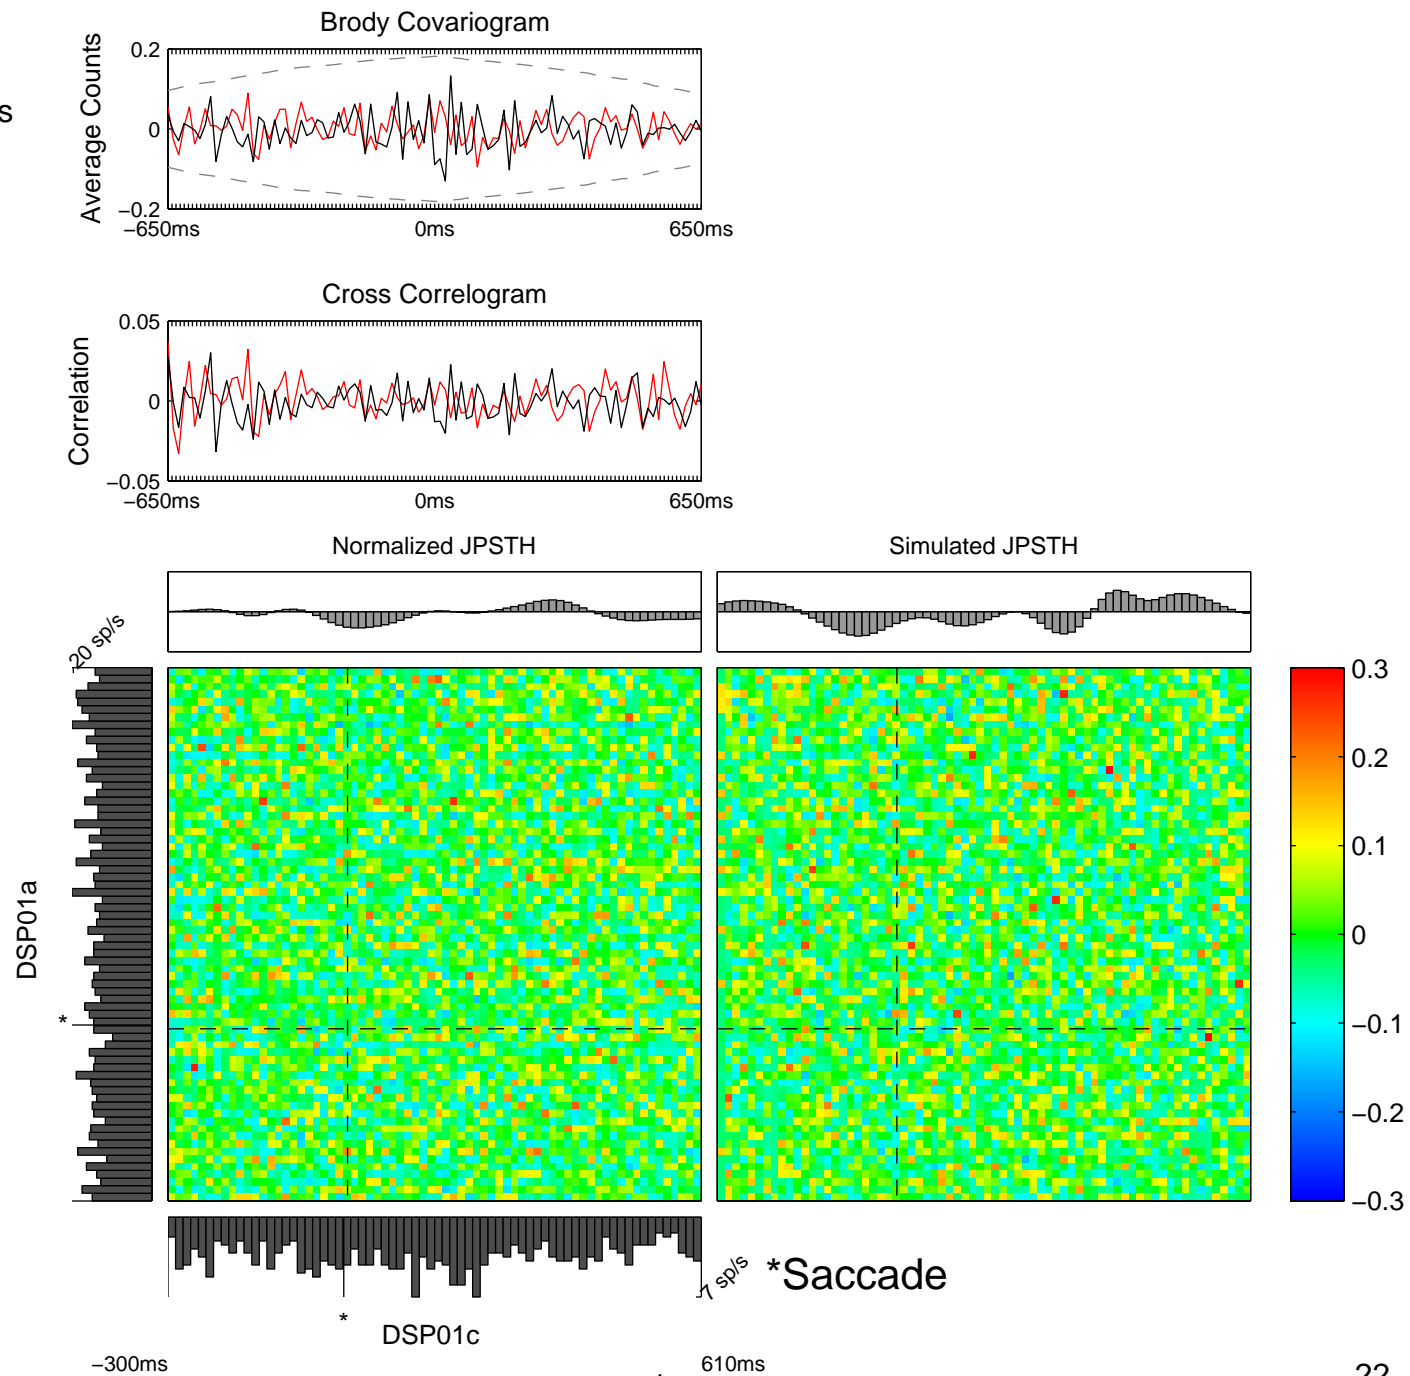 Brody Covariogram
s
Average Counts
0.2
0
−0.2
−650ms
0ms
650ms
Cross Correlogram
Correlation
0.05
0
−0.05
−650ms
0ms
650ms
Normalized JPSTH
Simulated JPSTH
20 sp/s
DSP01a
*
0.3
0.2
0.1
0
−0.1
−0.2
−0.3
7 sp/s
*Saccade
*
DSP01c
−300ms
610ms
22